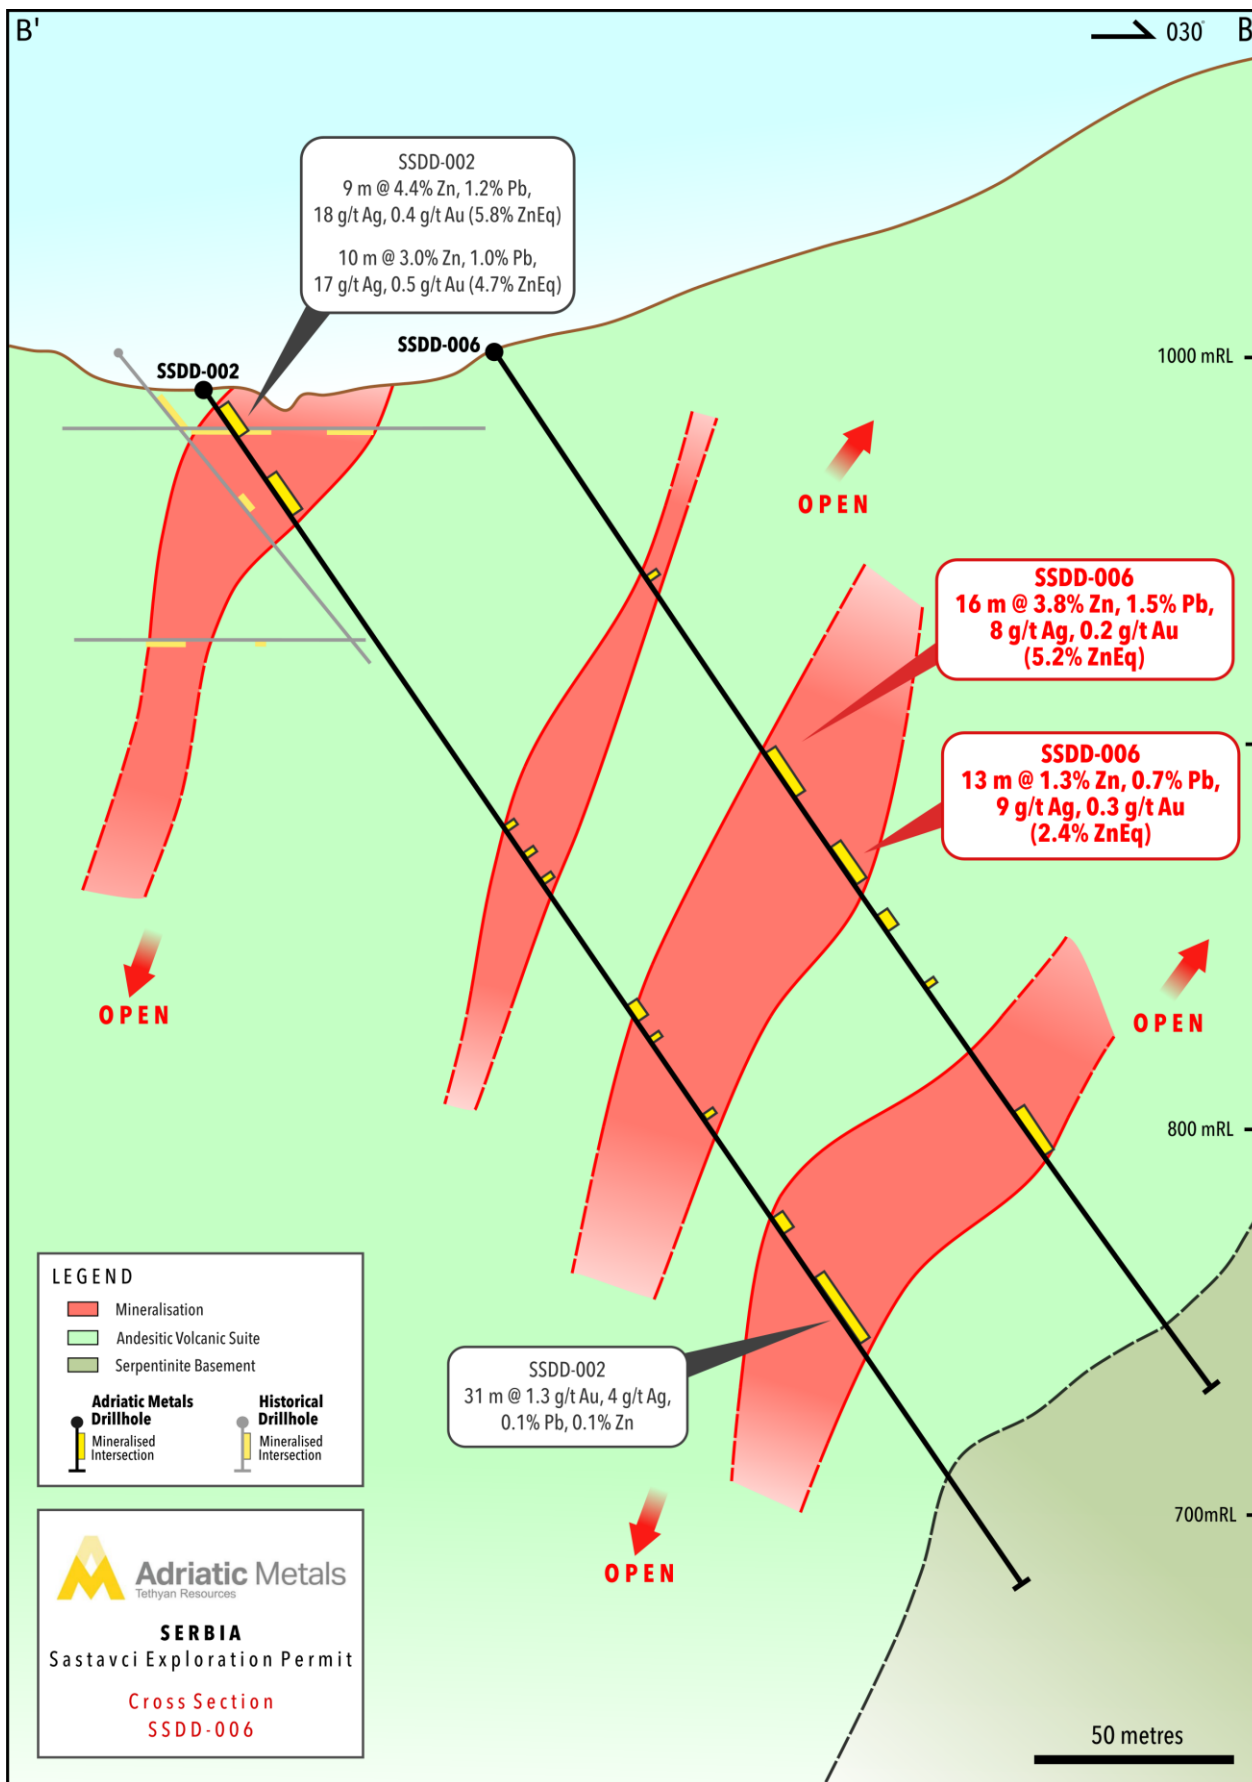 B'
030°
B
SSDD-002
9 m @ 4.4% Zn, 1.2% Pb,
18 g/t Ag, 0.4 g/t Au (5.8% ZnEq)
10 m @ 3.0% Zn, 1.0% Pb,
17 g/t Ag, 0.5 g/t Au (4.7% ZnEq)
SSDD-006
SSDD-002
1000 mRL
OPEN
SSDD-006
16 m @ 3.8% Zn, 1.5% Pb,
8 g/t Ag, 0.2 g/t Au
(5.2% ZnEq)
SSDD-006
13 m @ 1.3% Zn, 0.7% Pb,
9 g/t Ag, 0.3 g/t Au
(2.4% ZnEq)
OPEN
OPEN
800 mRL
SSDD-002
31 m @ 1.3 g/t Au, 4 g/t Ag,
0.1% Pb, 0.1% Zn
700mRL
OPEN
LEGEND
Mineralisation
Andesitic Volcanic Suite
Serpentinite Basement
Adriatic Metals
Drillhole
Mineralised
Intersection
Historical
Drillhole
Mineralised
Intersection
Adriatic Metals
Tethyan Resources
SERBIA
Sastavci Exploration Permit
Cross Section
SSDD-006
50 metres